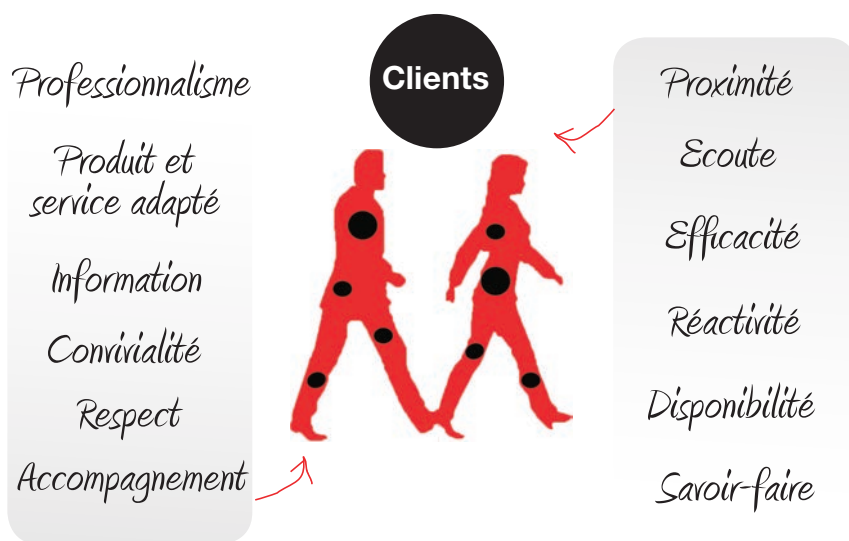 Clients
Professionnalisme
Produit et
service adapté
Information
Convivialité
Respect
Accompagnement
Proximité
Ecoute
Efficacité
Réactivité
Disponibilité
Savoir-faire